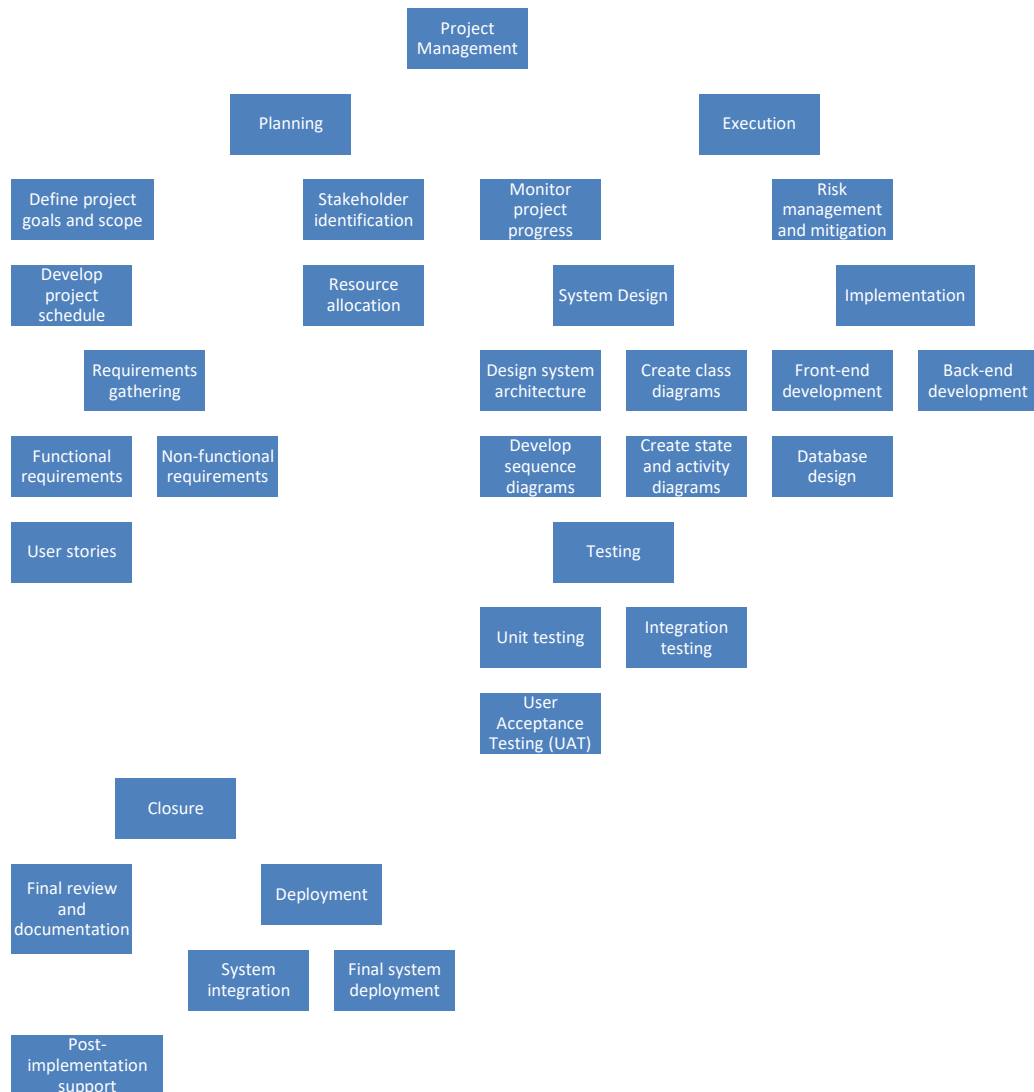 Project
Management
Planning
Execution
Define project
goals and scope
Stakeholder
identification
Monitor
project
progress
Risk
management
and mitigation
Develop
project
schedule
Resource
allocation
System Design
Implementation
Requirements
gathering
Design system
architecture
Create class
diagrams
Front-end
development
Back-end
development
Functional
requirements
Non-functional
requirements
Develop
sequence
diagrams
Create state
and activity
diagrams
Database
design
User stories
Testing
Unit testing
Integration
testing
User
Acceptance
Testing (UAT)
Closure
Final review
and
documentation
Deployment
System
integration
Final system
deployment
Post-
implementation
support